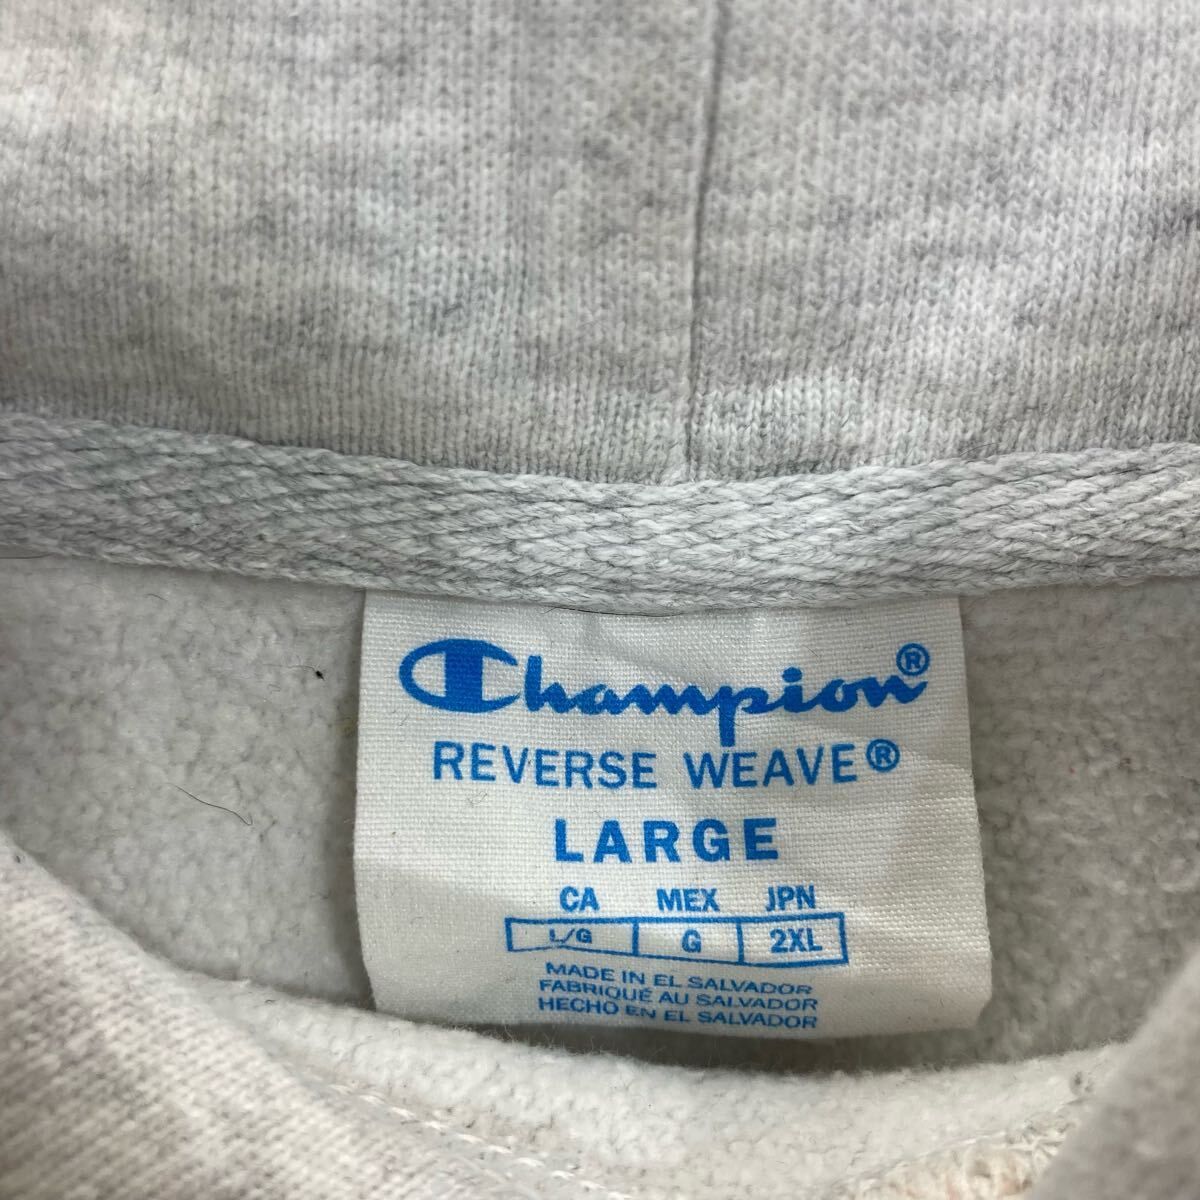 Champion®
REVERSE WEAVE®
LARGE
CA MEX JPN
L/G G 2XL
MADE IN EL SALVADOR
FABRIQUÉ AU SALVADOR
HECHO EN EL SALVADOR